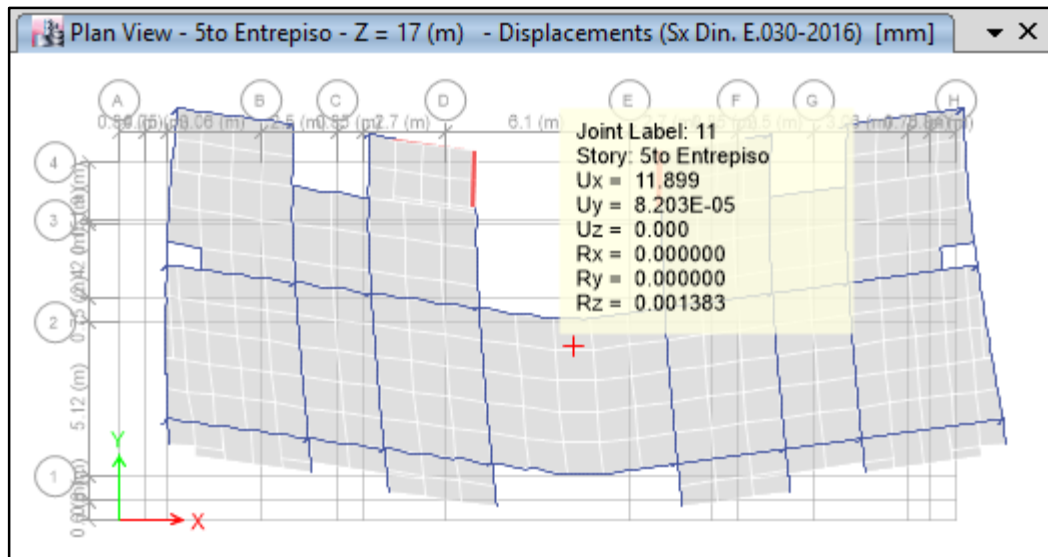 Plan View - 5to Entrepiso - Z = 17 (m) - Displacements (Sx Din. E.030-2016) [mm]
A B C D E F G H
6.1 (m)
Joint Label: 11
Story: 5to Entrepiso
Ux = 11.899
Uy = 8.203E-05
Uz = 0.000
Rx = 0.000000
Ry = 0.000000
Rz = 0.001383
4
3
2
5.12 (m)
1
Y
X